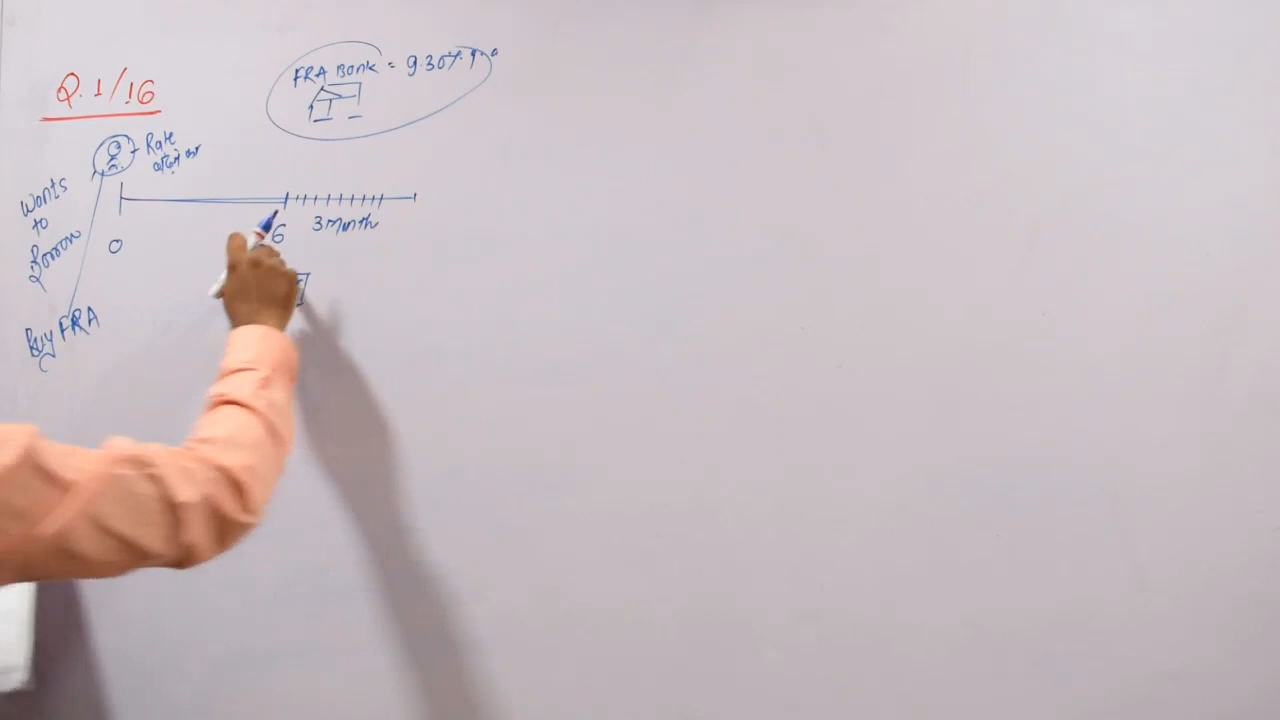 Q. 1/16
FRA Bank = 9.30% P.a
Rate
Wants
to
Borrow
0
6
3 Month
Buy FRA